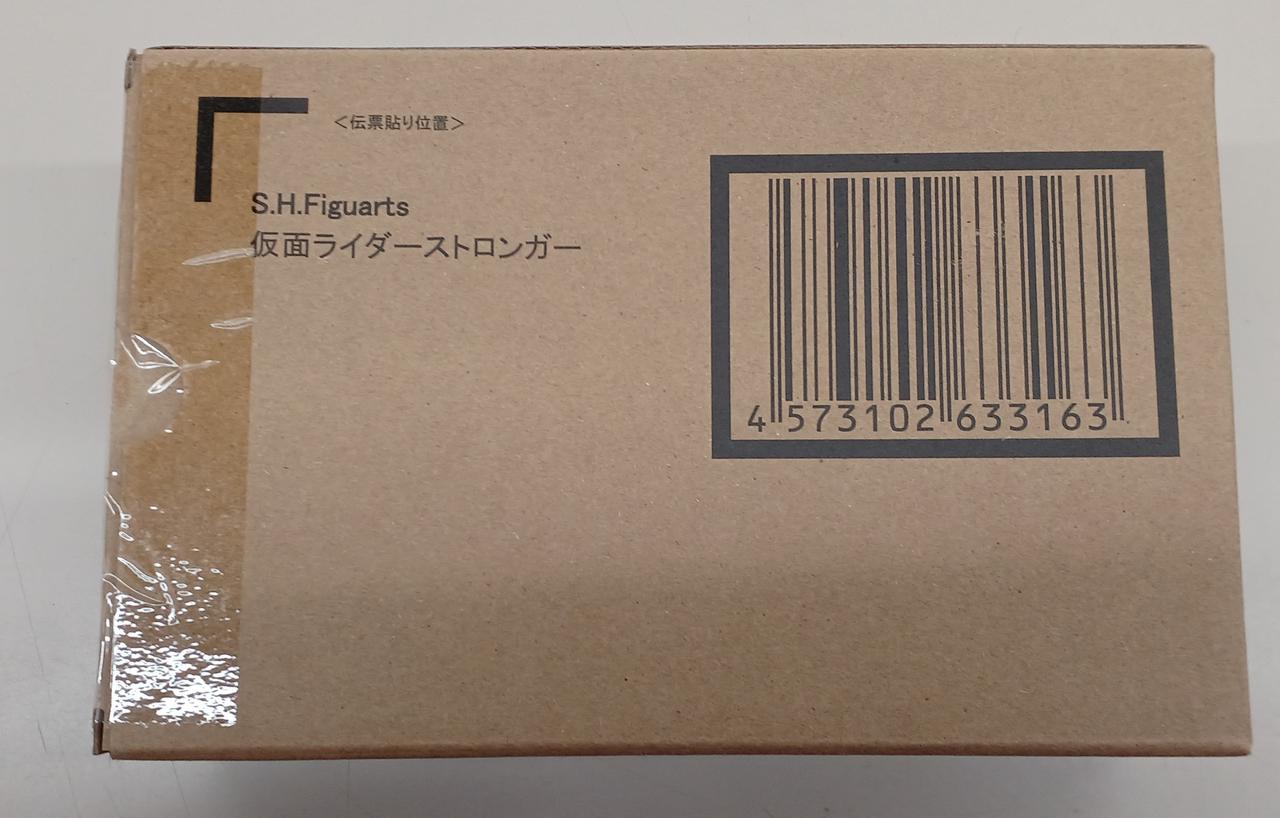 ＜伝票貼り位置＞
S.H.Figuarts
仮面ライダーストロンガー
4 573102 633163